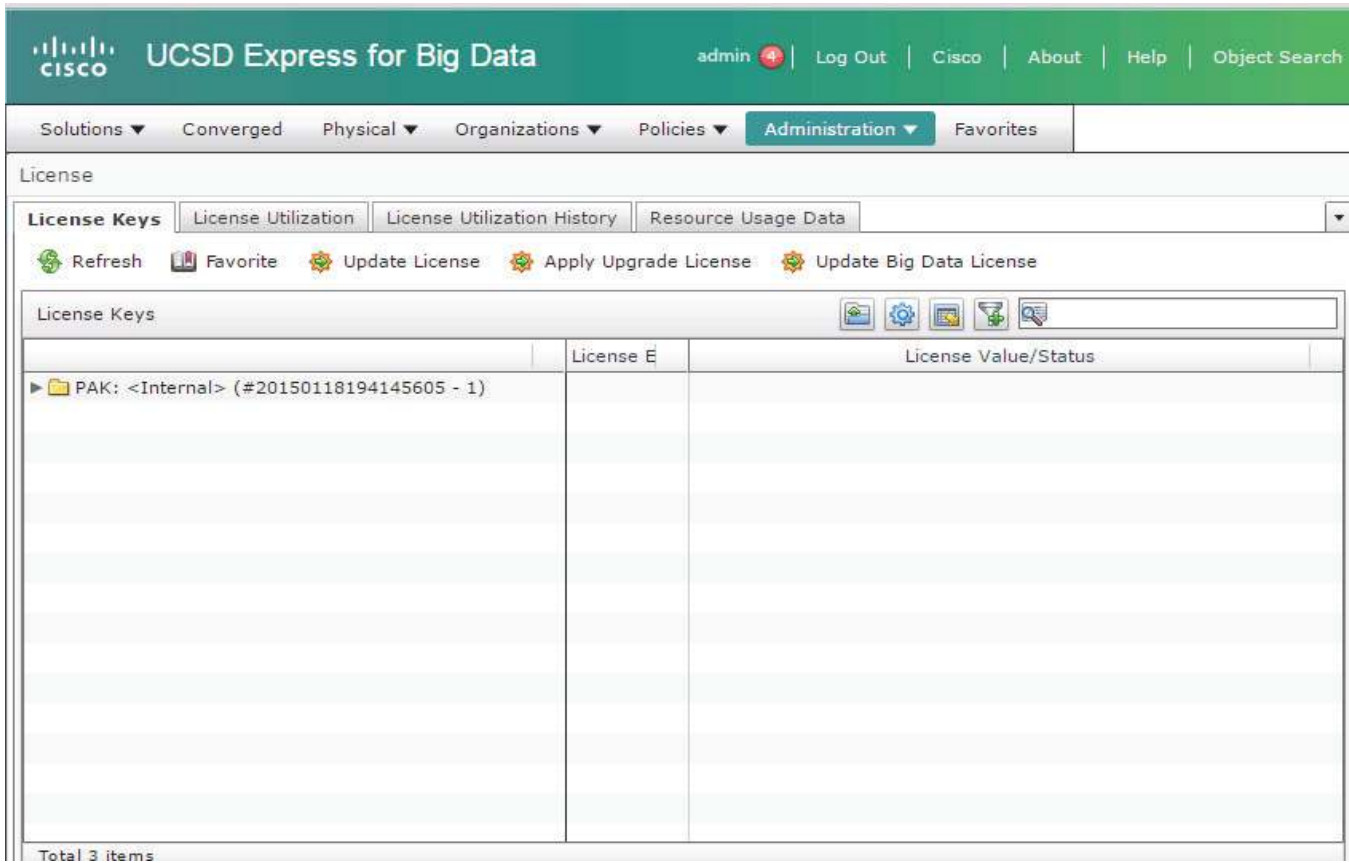 CISCO UCSD Express for Big Data admin 4 | Log Out | Cisco | About | Help | Object Search
Solutions ▼ Converged Physical ▼ Organizations ▼ Policies ▼ Administration ▼ Favorites
License
License Keys License Utilization License Utilization History Resource Usage Data
Refresh Favorite Update License Apply Upgrade License Update Big Data License
License Keys
License E License Value/Status
PAK: <Internal> (#20150118194145605 - 1)
Total 3 items